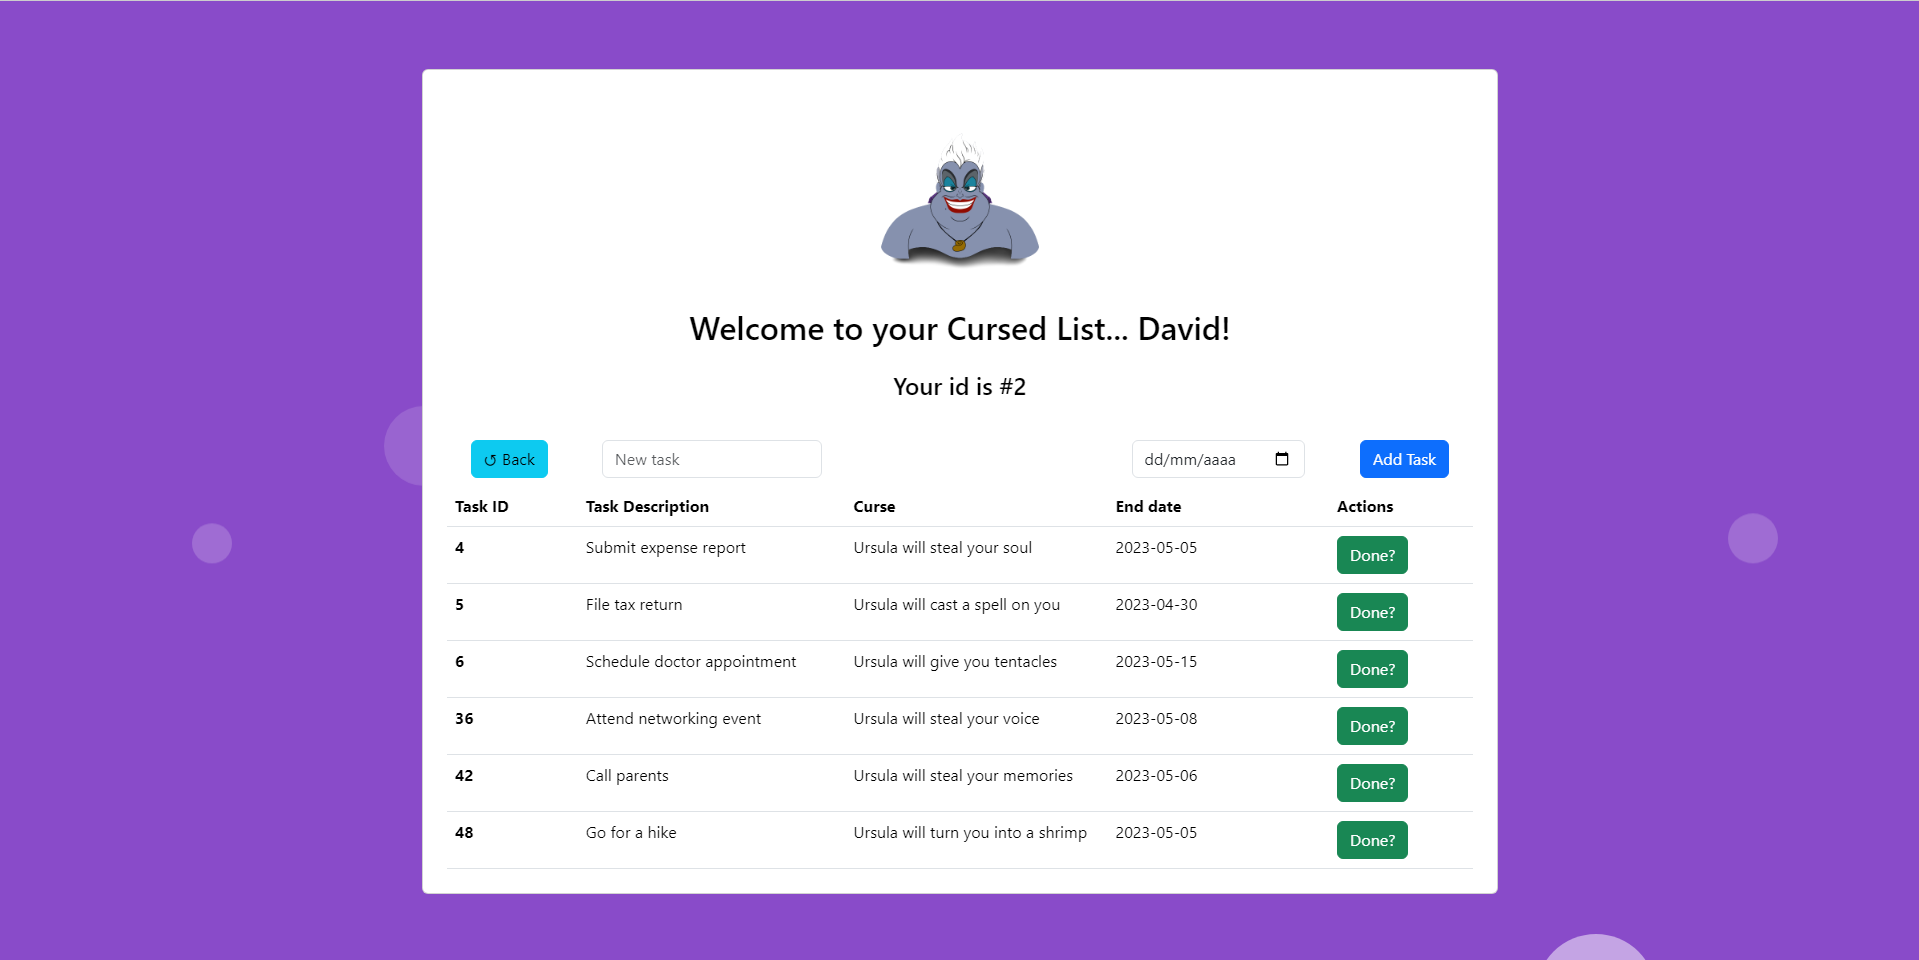 Welcome to your Cursed List... David!
Your id is #2
↺ Back
New task
dd/mm/aaaa
Add Task
Task ID Task Description Curse End date Actions
4 Submit expense report Ursula will steal your soul 2023-05-05 Done?
5 File tax return Ursula will cast a spell on you 2023-04-30 Done?
6 Schedule doctor appointment Ursula will give you tentacles 2023-05-15 Done?
36 Attend networking event Ursula will steal your voice 2023-05-08 Done?
42 Call parents Ursula will steal your memories 2023-05-06 Done?
48 Go for a hike Ursula will turn you into a shrimp 2023-05-05 Done?